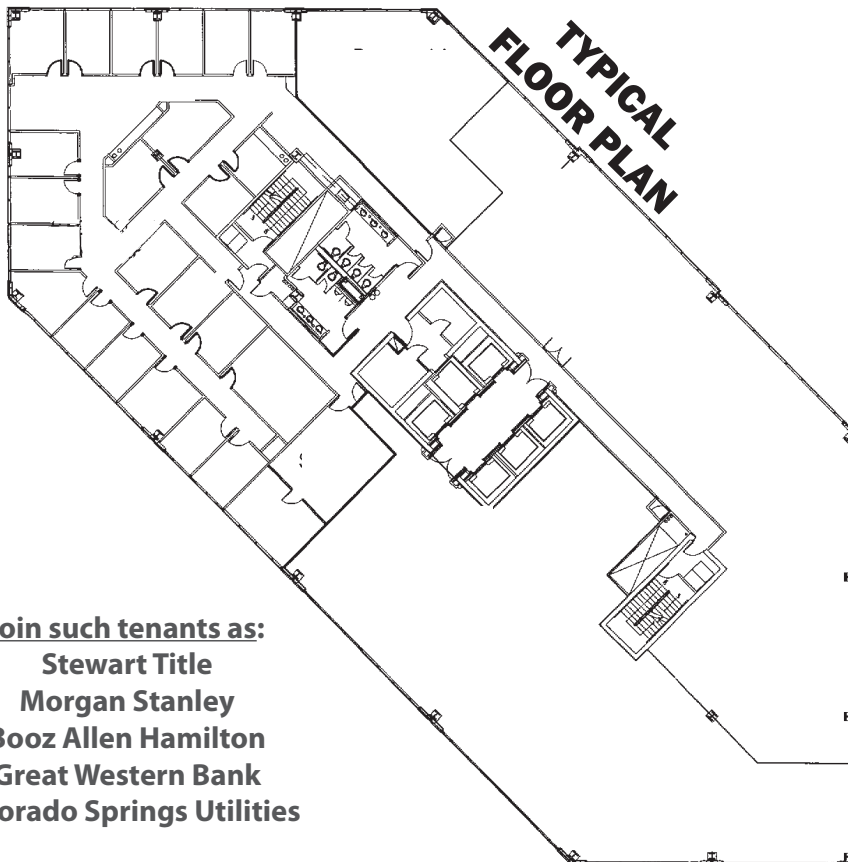 TYPICAL
FLOOR PLAN
oin such tenants as:
Stewart Title
Morgan Stanley
Booz Allen Hamilton
Great Western Bank
orado Springs Utilities